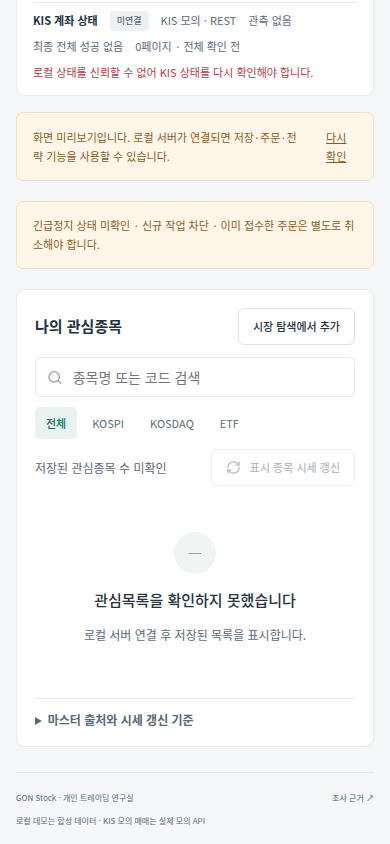 KIS 계좌 상태 미연결 KIS 모의 · REST 관측 없음
최종 전체 성공 없음 0페이지 · 전체 확인 전
로컬 상태를 신뢰할 수 없어 KIS 상태를 다시 확인해야 합니다.
화면 미리보기입니다. 로컬 서버가 연결되면 저장·주문·전
략 기능을 사용할 수 있습니다.
다시
확인
긴급정지 상태 미확인 · 신규 작업 차단 · 이미 접수한 주문은 별도로 취
소해야 합니다.
나의 관심종목 시장 탐색에서 추가
종목명 또는 코드 검색
전체 KOSPI KOSDAQ ETF
저장된 관심종목 수 미확인 표시 종목 시세 갱신
—
관심목록을 확인하지 못했습니다
로컬 서버 연결 후 저장된 목록을 표시합니다.
▶ 마스터 출처와 시세 갱신 기준
GON Stock · 개인 트레이딩 연구실 조사 근거 ↗
로컬 데모는 합성 데이터 · KIS 모의 매매는 실제 모의 API